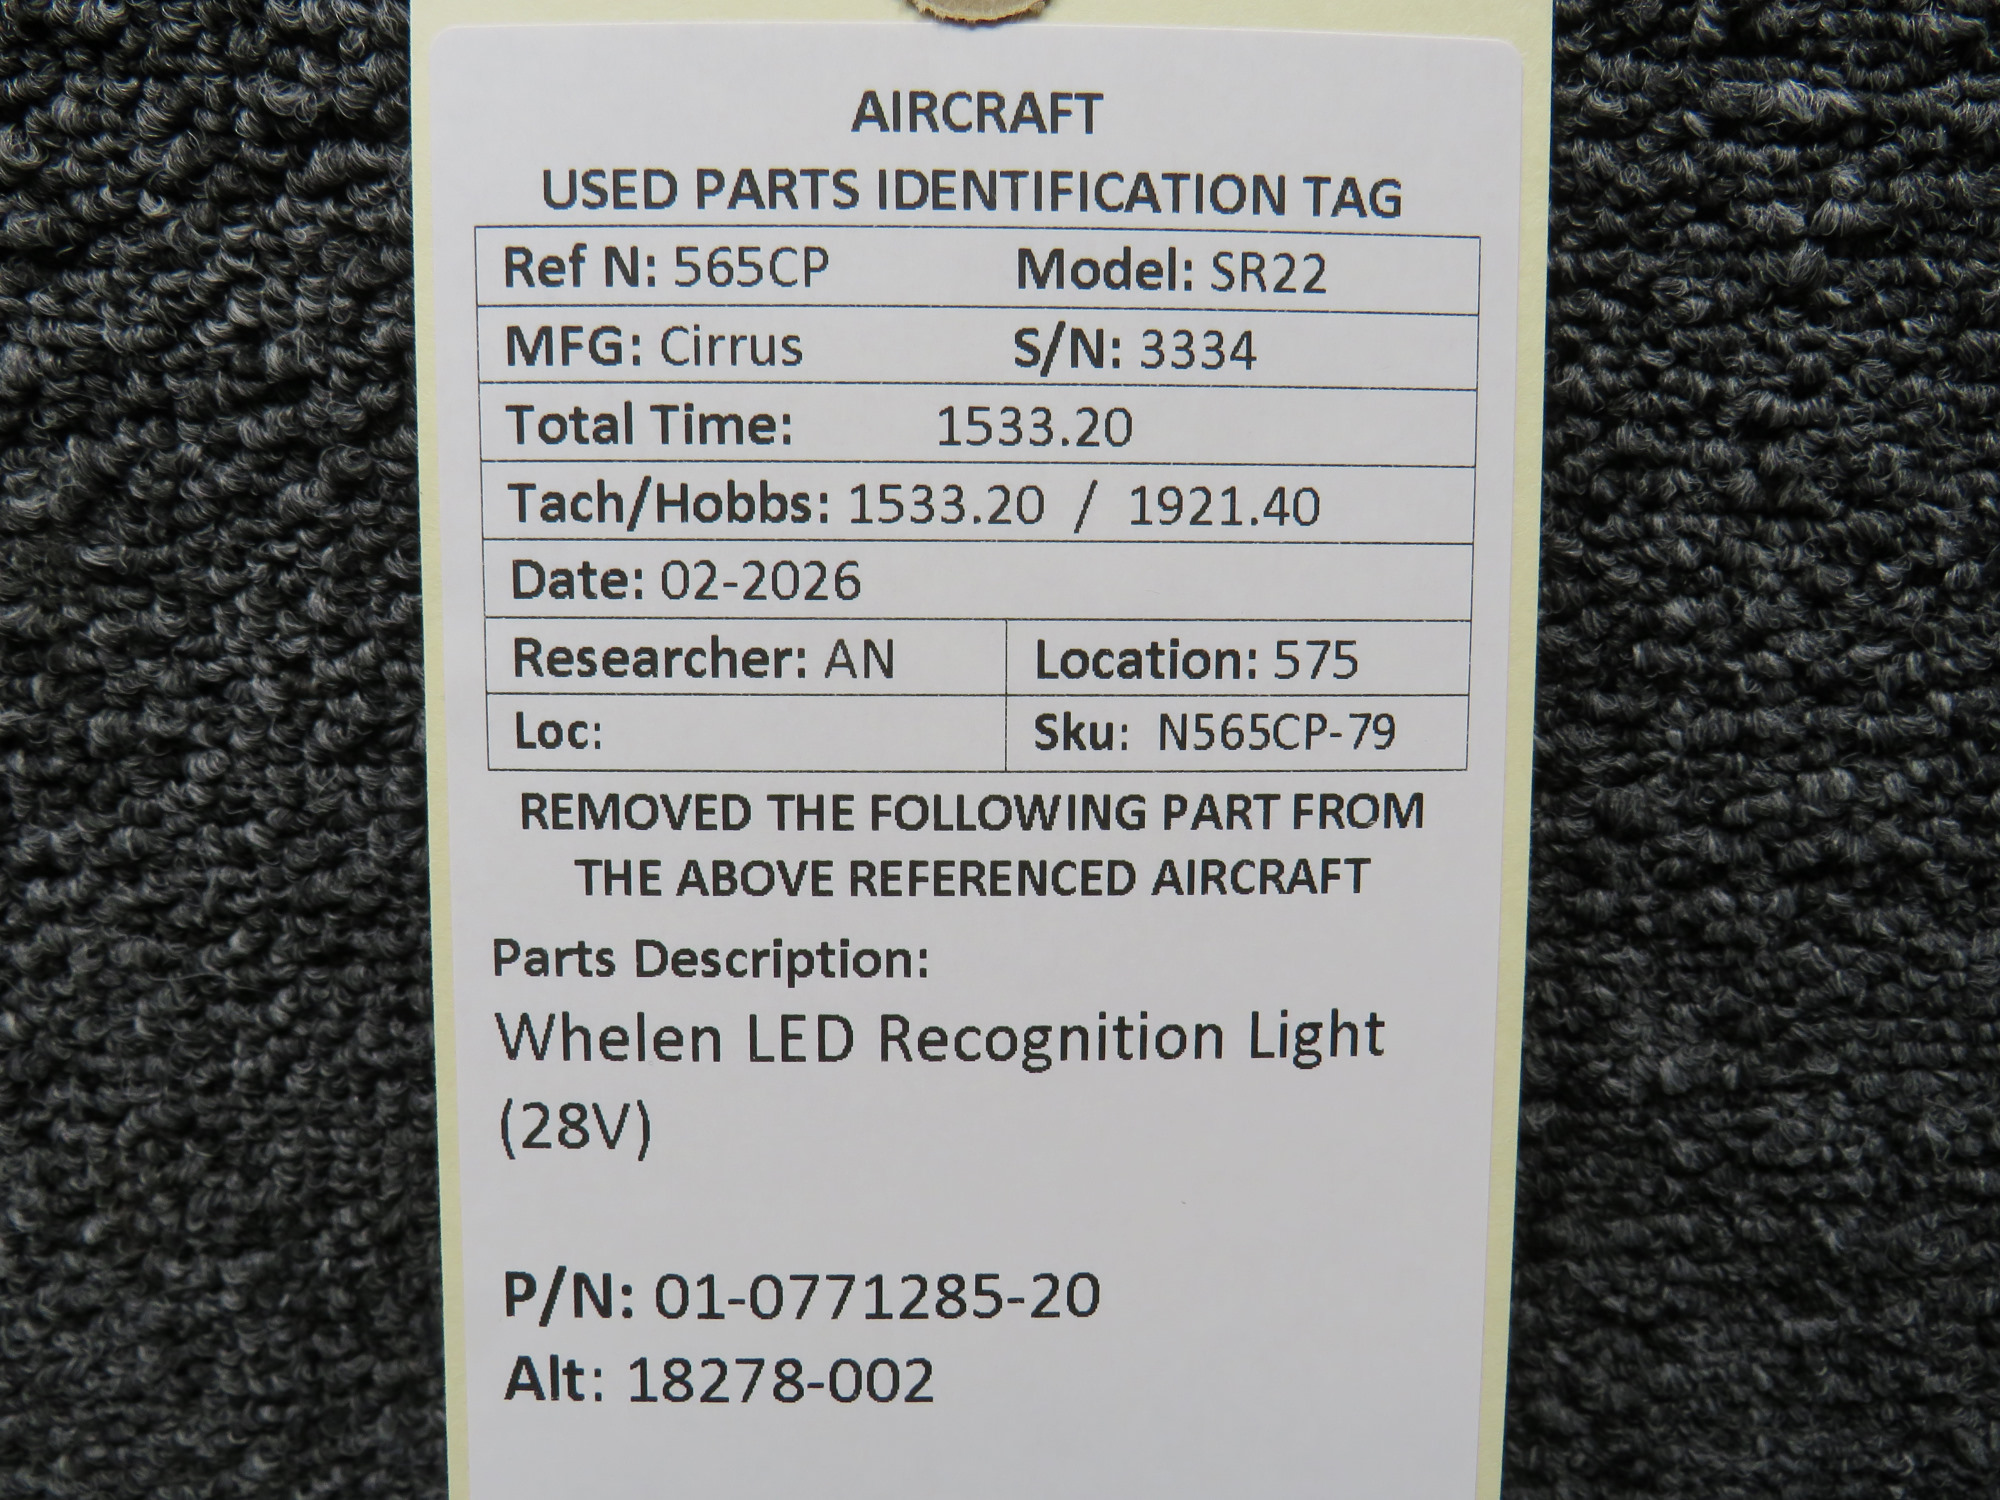 AIRCRAFT
USED PARTS IDENTIFICATION TAG
Ref N: 565CP Model: SR22
MFG: Cirrus S/N: 3334
Total Time: 1533.20
Tach/Hobbs: 1533.20 / 1921.40
Date: 02-2026
Researcher: AN Location: 575
Loc: Sku: N565CP-79
REMOVED THE FOLLOWING PART FROM
THE ABOVE REFERENCED AIRCRAFT
Parts Description:
Whelen LED Recognition Light
(28V)
P/N: 01-0771285-20
Alt: 18278-002